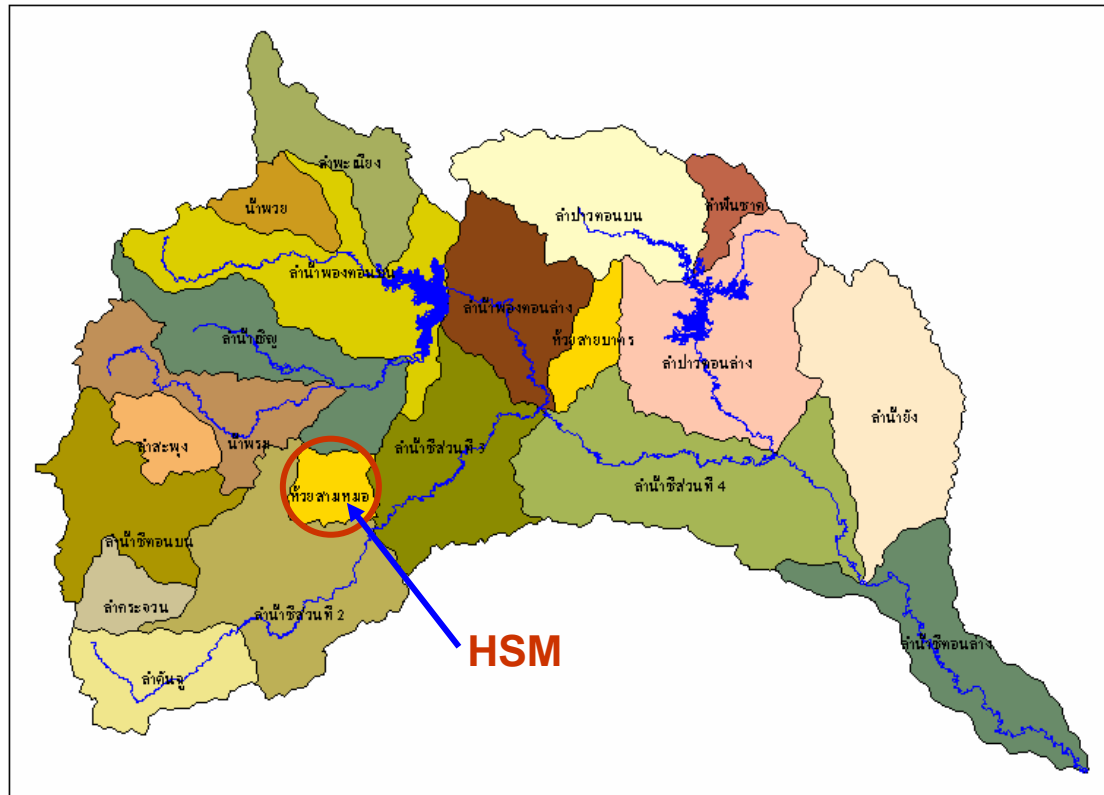 ลำพะเนียง
น้ำพวย
ลำปาวตอนบน
ลำพันชาด
ลำน้ำพองตอนบน
ลำน้ำพองตอนล่าง
ห้วยสายบาตร
ลำน้ำเชิญ
ลำปาวตอนล่าง
ลำน้ำยัง
ลำสะพุง
น้ำพรม
ลำน้ำชีส่วนที่ 3
ลำน้ำชีส่วนที่ 4
ห้วยสามหมอ
ลำน้ำชีตอนบน
ลำกระจวน
ลำน้ำชีส่วนที่ 2
ลำคันฉู
HSM
ลำน้ำชีตอนล่าง